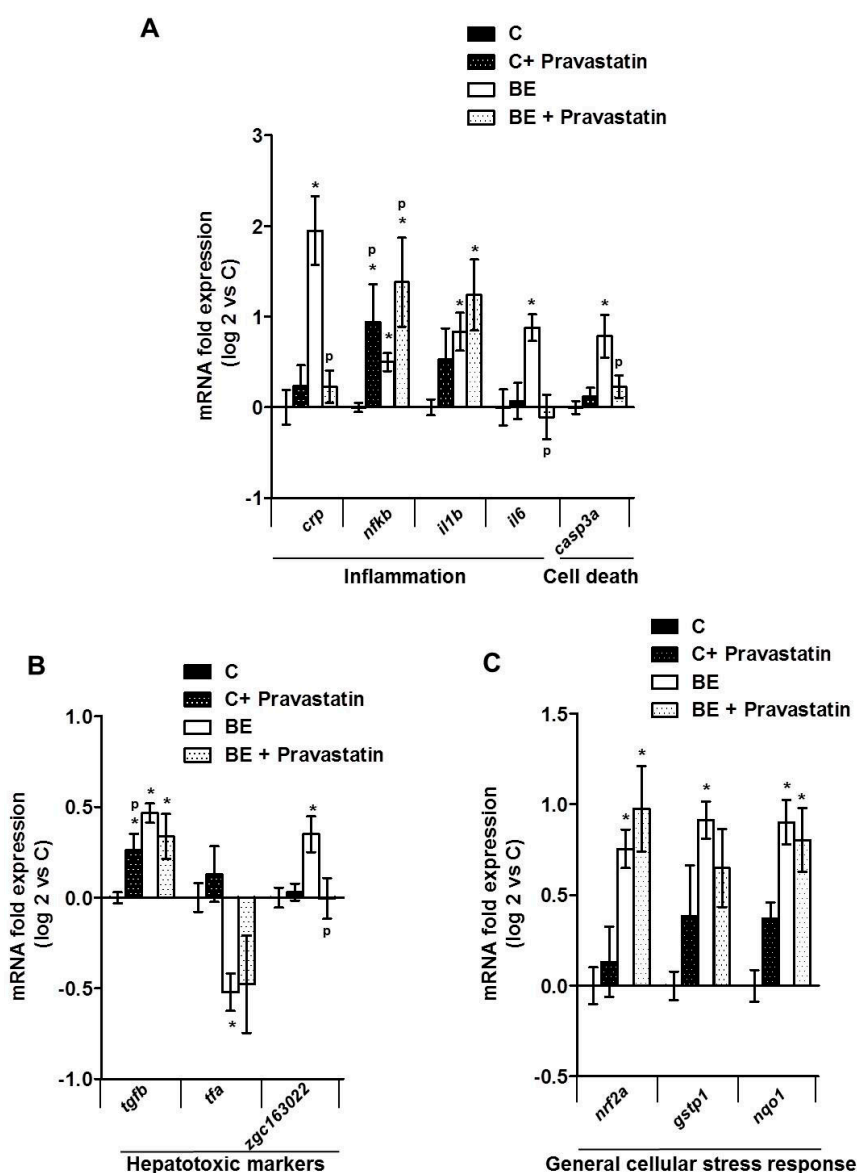 A
C
C+ Pravastatin
BE
BE + Pravastatin
mRNA fold expression
(log 2 vs C)
3
2
1
0
-1
*
p
p
*
*
p
*
*
*
*
p
*
p
crp
nfkb
il1b
il6
casp3a
Inflammation
Cell death
B
C
C+ Pravastatin
BE
BE + Pravastatin
mRNA fold expression
(log 2 vs C)
1.0
0.5
0.0
-0.5
-1.0
p
*
*
*
*
*
p
tgfb
tfa
zgc163022
Hepatotoxic markers
C
C
C+ Pravastatin
BE
BE + Pravastatin
mRNA fold expression
(log 2 vs C)
1.5
1.0
0.5
0.0
-0.5
*
*
*
*
*
nrf2a
gstp1
nqo1
General cellular stress response